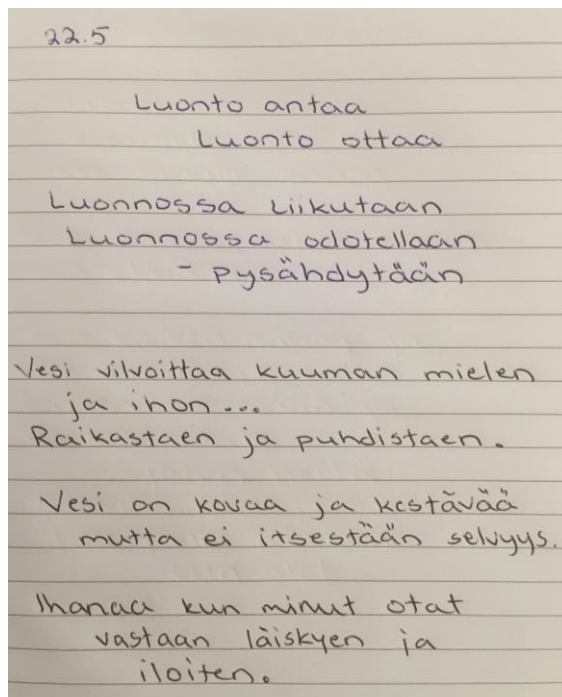 22.5
Luonto antaa
Luonto ottaa
Luonnossa liikutaan
Luonnossa odotellaan
- pysähdytään
Vesi vilvoittaa kuuman mielen
ja ihon...
Raikastaen ja puhdistaen.
Vesi on kovaa ja kestävää
mutta ei itsestään selvyys.
Ihanaa kun minut otat
vastaan läiskyen ja
iloiten.